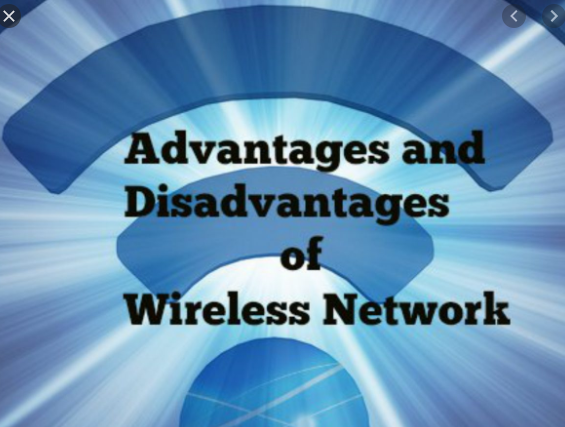 Advantages and
Disadvantages
of
Wireless Network